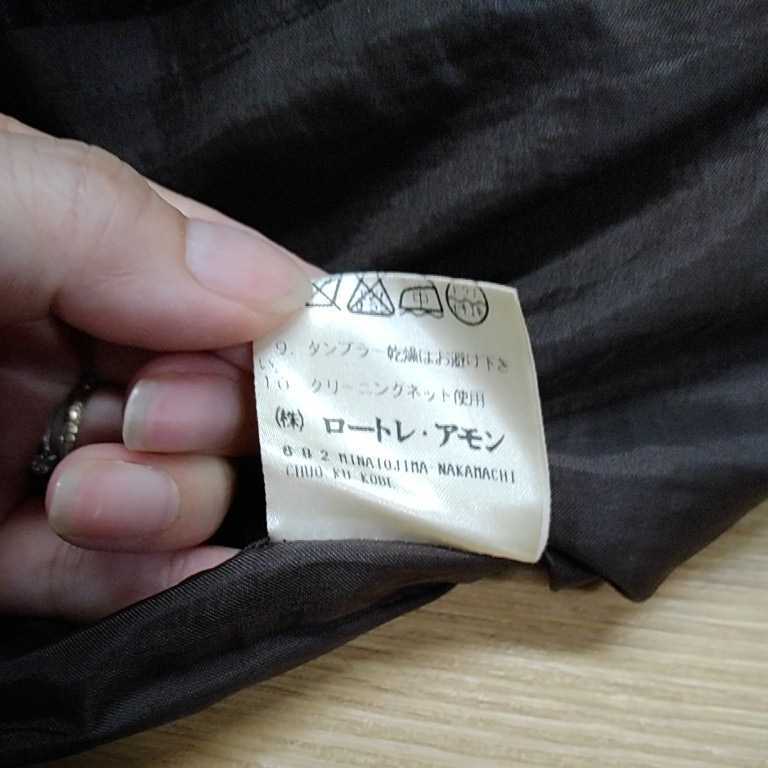 中
9. タンブラー乾燥はお避け下さ
い。
10. クリーニングネット使用
(株) ロートレ・アモン
6 8 2 MINATOJIMA-NAKAMACHI
CHUO-KU KOBE